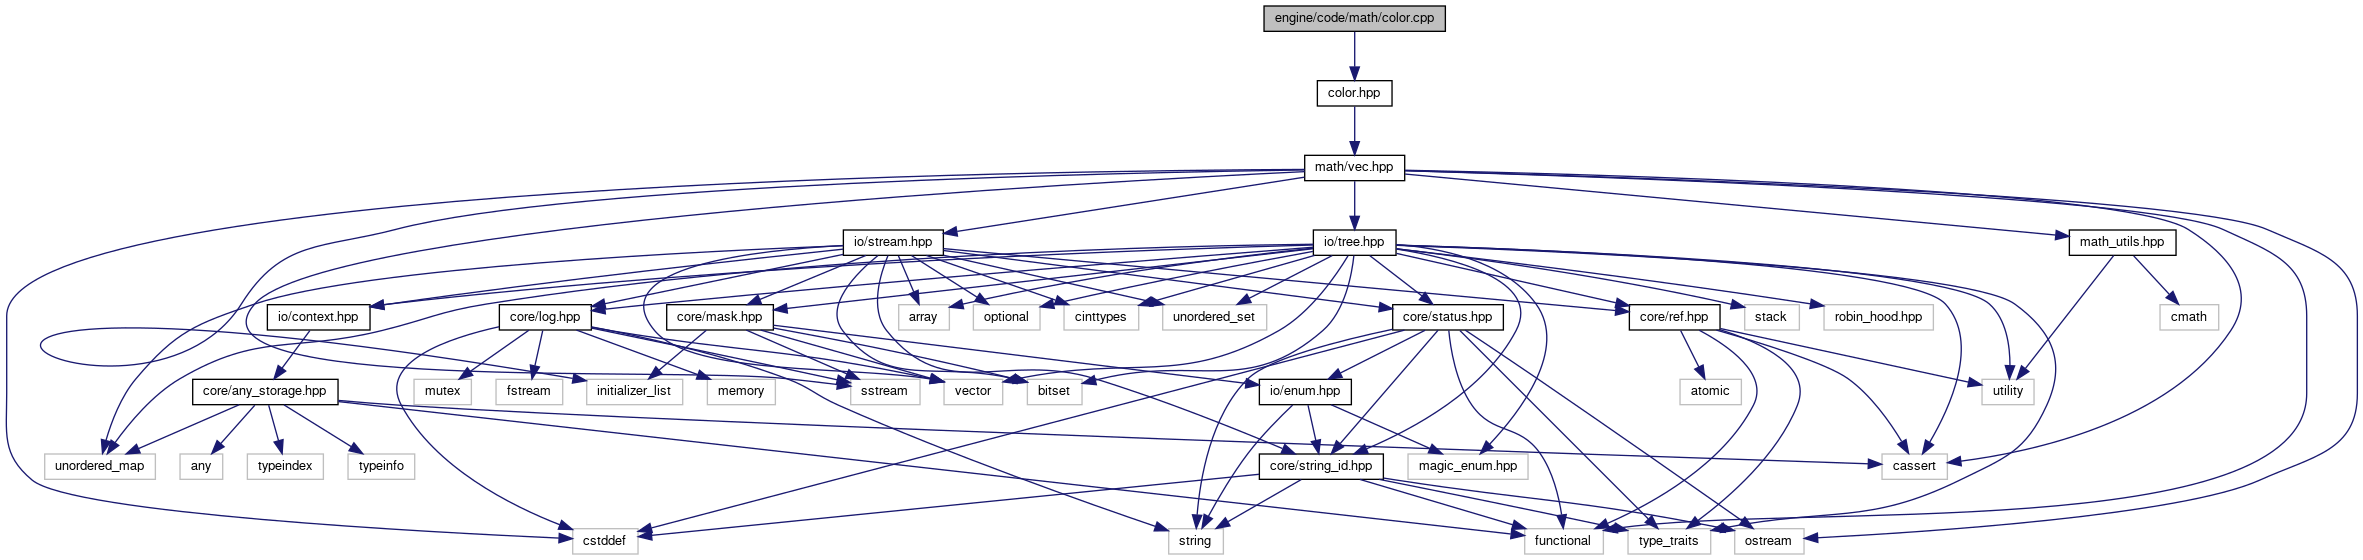 engine/code/math/color.cpp
color.hpp
math/vec.hpp
io/stream.hpp
io/tree.hpp
math_utils.hpp
io/context.hpp
core/log.hpp
core/mask.hpp
array
optional
cinttypes
unordered_set
core/status.hpp
core/ref.hpp
stack
robin_hood.hpp
cmath
core/any_storage.hpp
mutex
fstream
initializer_list
memory
sstream
vector
bitset
io/enum.hpp
atomic
utility
unordered_map
any
typeindex
typeinfo
core/string_id.hpp
magic_enum.hpp
cassert
cstddef
string
functional
type_traits
ostream